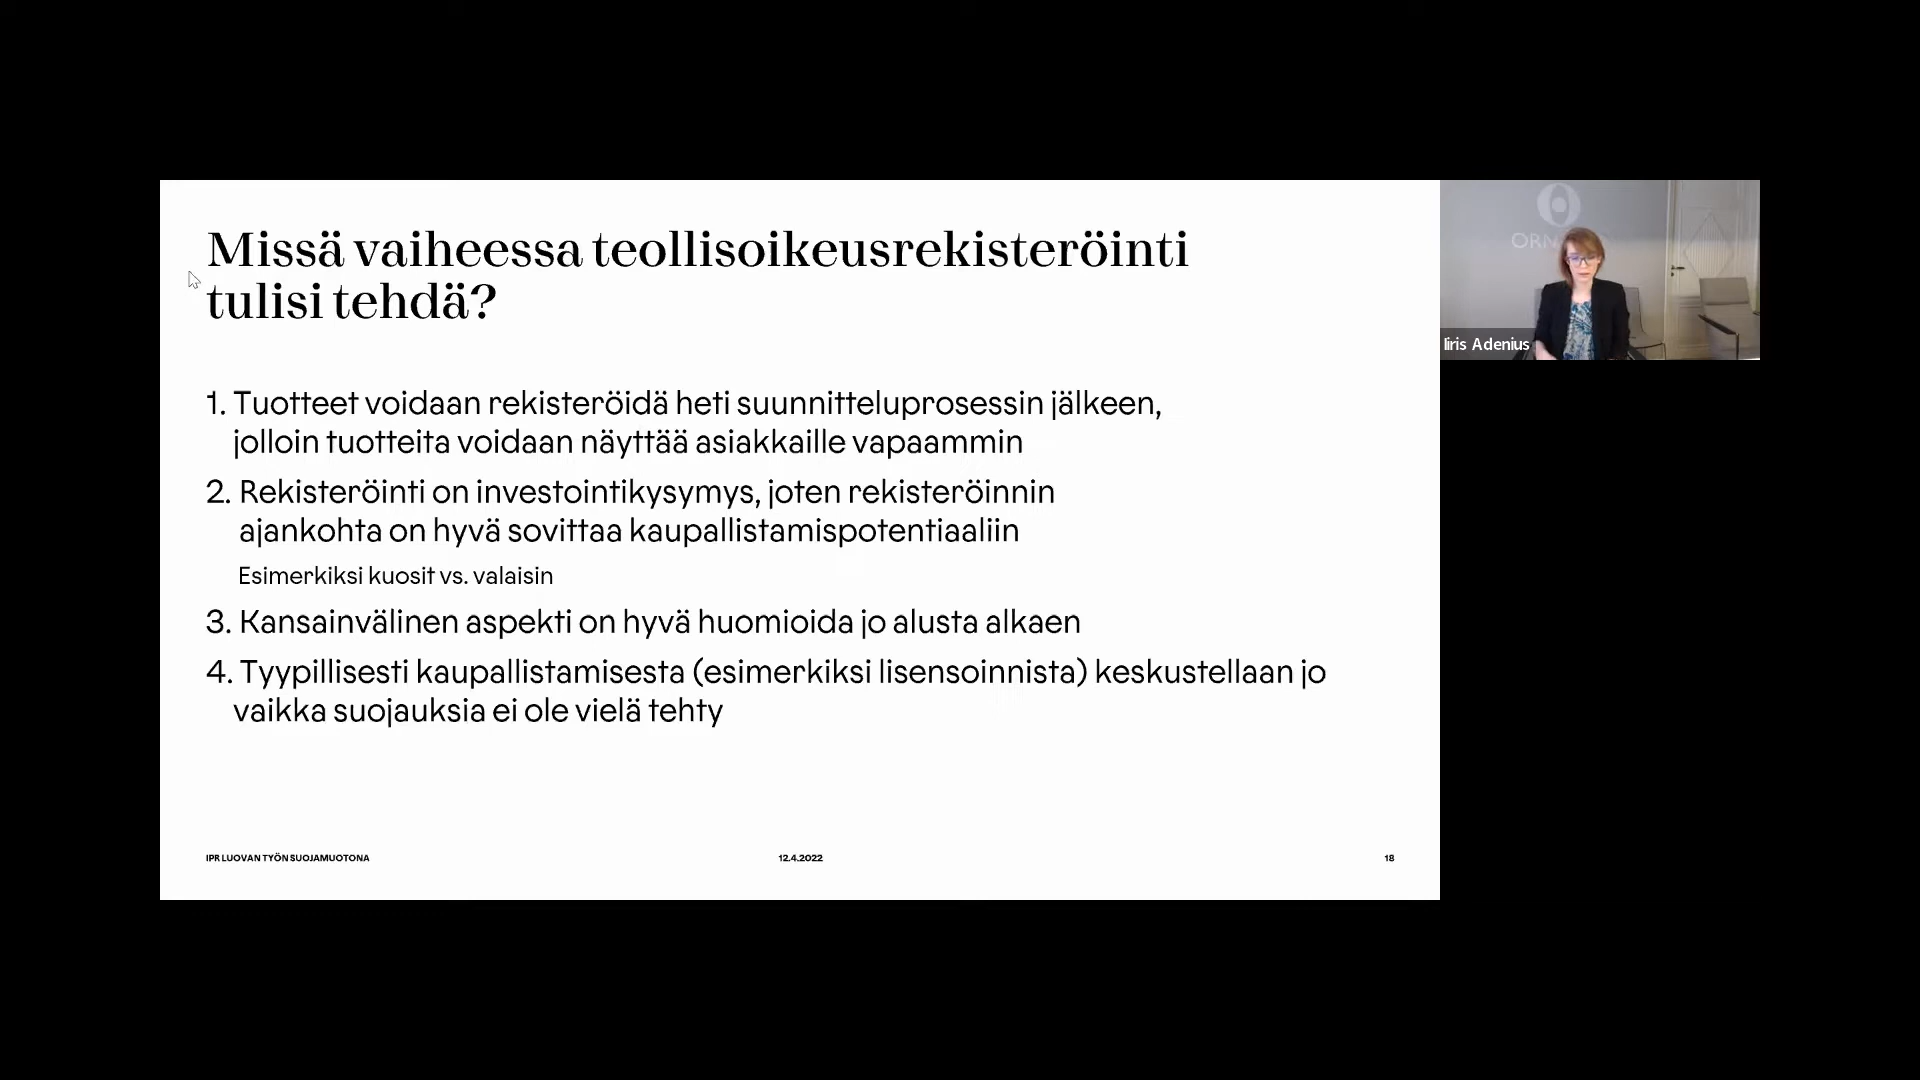 Missä vaiheessa teollisoikeusrekisteröinti
tulisi tehdä?
1. Tuotteet voidaan rekisteröidä heti suunnitteluprosessin jälkeen,
jolloin tuotteita voidaan näyttää asiakkaille vapaammin
2. Rekisteröinti on investointikysymys, joten rekisteröinnin
ajankohta on hyvä sovittaa kaupallistamispotentiaaliin
Esimerkiksi kuosit vs. valaisin
3. Kansainvälinen aspekti on hyvä huomioida jo alusta alkaen
4. Tyypillisesti kaupallistamisesta (esimerkiksi lisensoinnista) keskustellaan jo
vaikka suojauksia ei ole vielä tehty
IPR LUOVAN TYÖN SUOJAMUOTONA
12.4.2022
18
Iiris Adenius